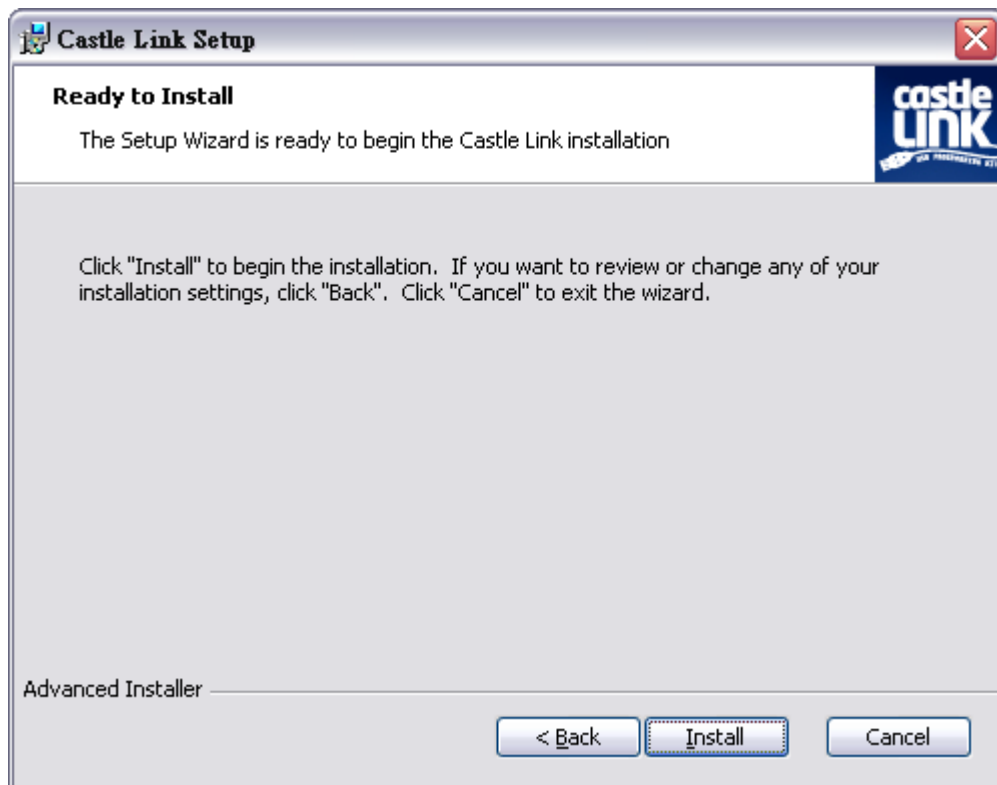 Castle Link Setup
Ready to Install
The Setup Wizard is ready to begin the Castle Link installation
castle
LINK
Click "Install" to begin the installation.  If you want to review or change any of your
installation settings, click "Back".  Click "Cancel" to exit the wizard.
Advanced Installer
< Back
Install
Cancel